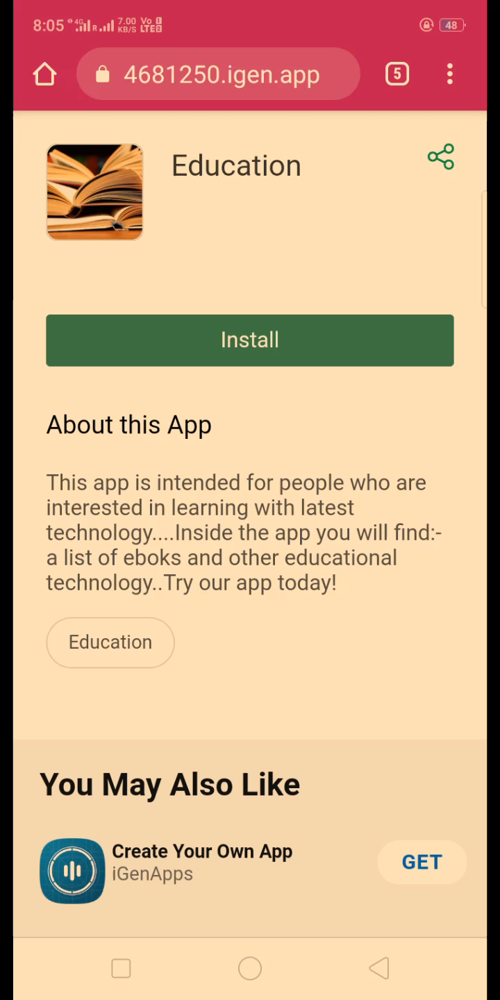 8:05 4G R 7.00 KB/S Vo LTE 48
4681250.igen.app 5
Education
Install
About this App
This app is intended for people who are
interested in learning with latest
technology....Inside the app you will find:-
a list of eboks and other educational
technology..Try our app today!
Education
You May Also Like
Create Your Own App
iGenApps
GET